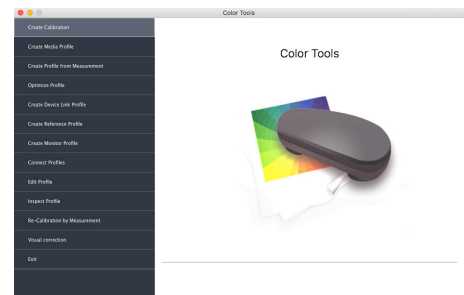 Color Tools
Create Calibration
Create Media Profile
Create Profile from Measurement
Optimize Profile
Create Device Link Profile
Create Reference Profile
Create Monitor Profile
Connect Profiles
Edit Profile
Inspect Profile
Re-Calibration by Measurement
Visual correction
Exit
Color Tools